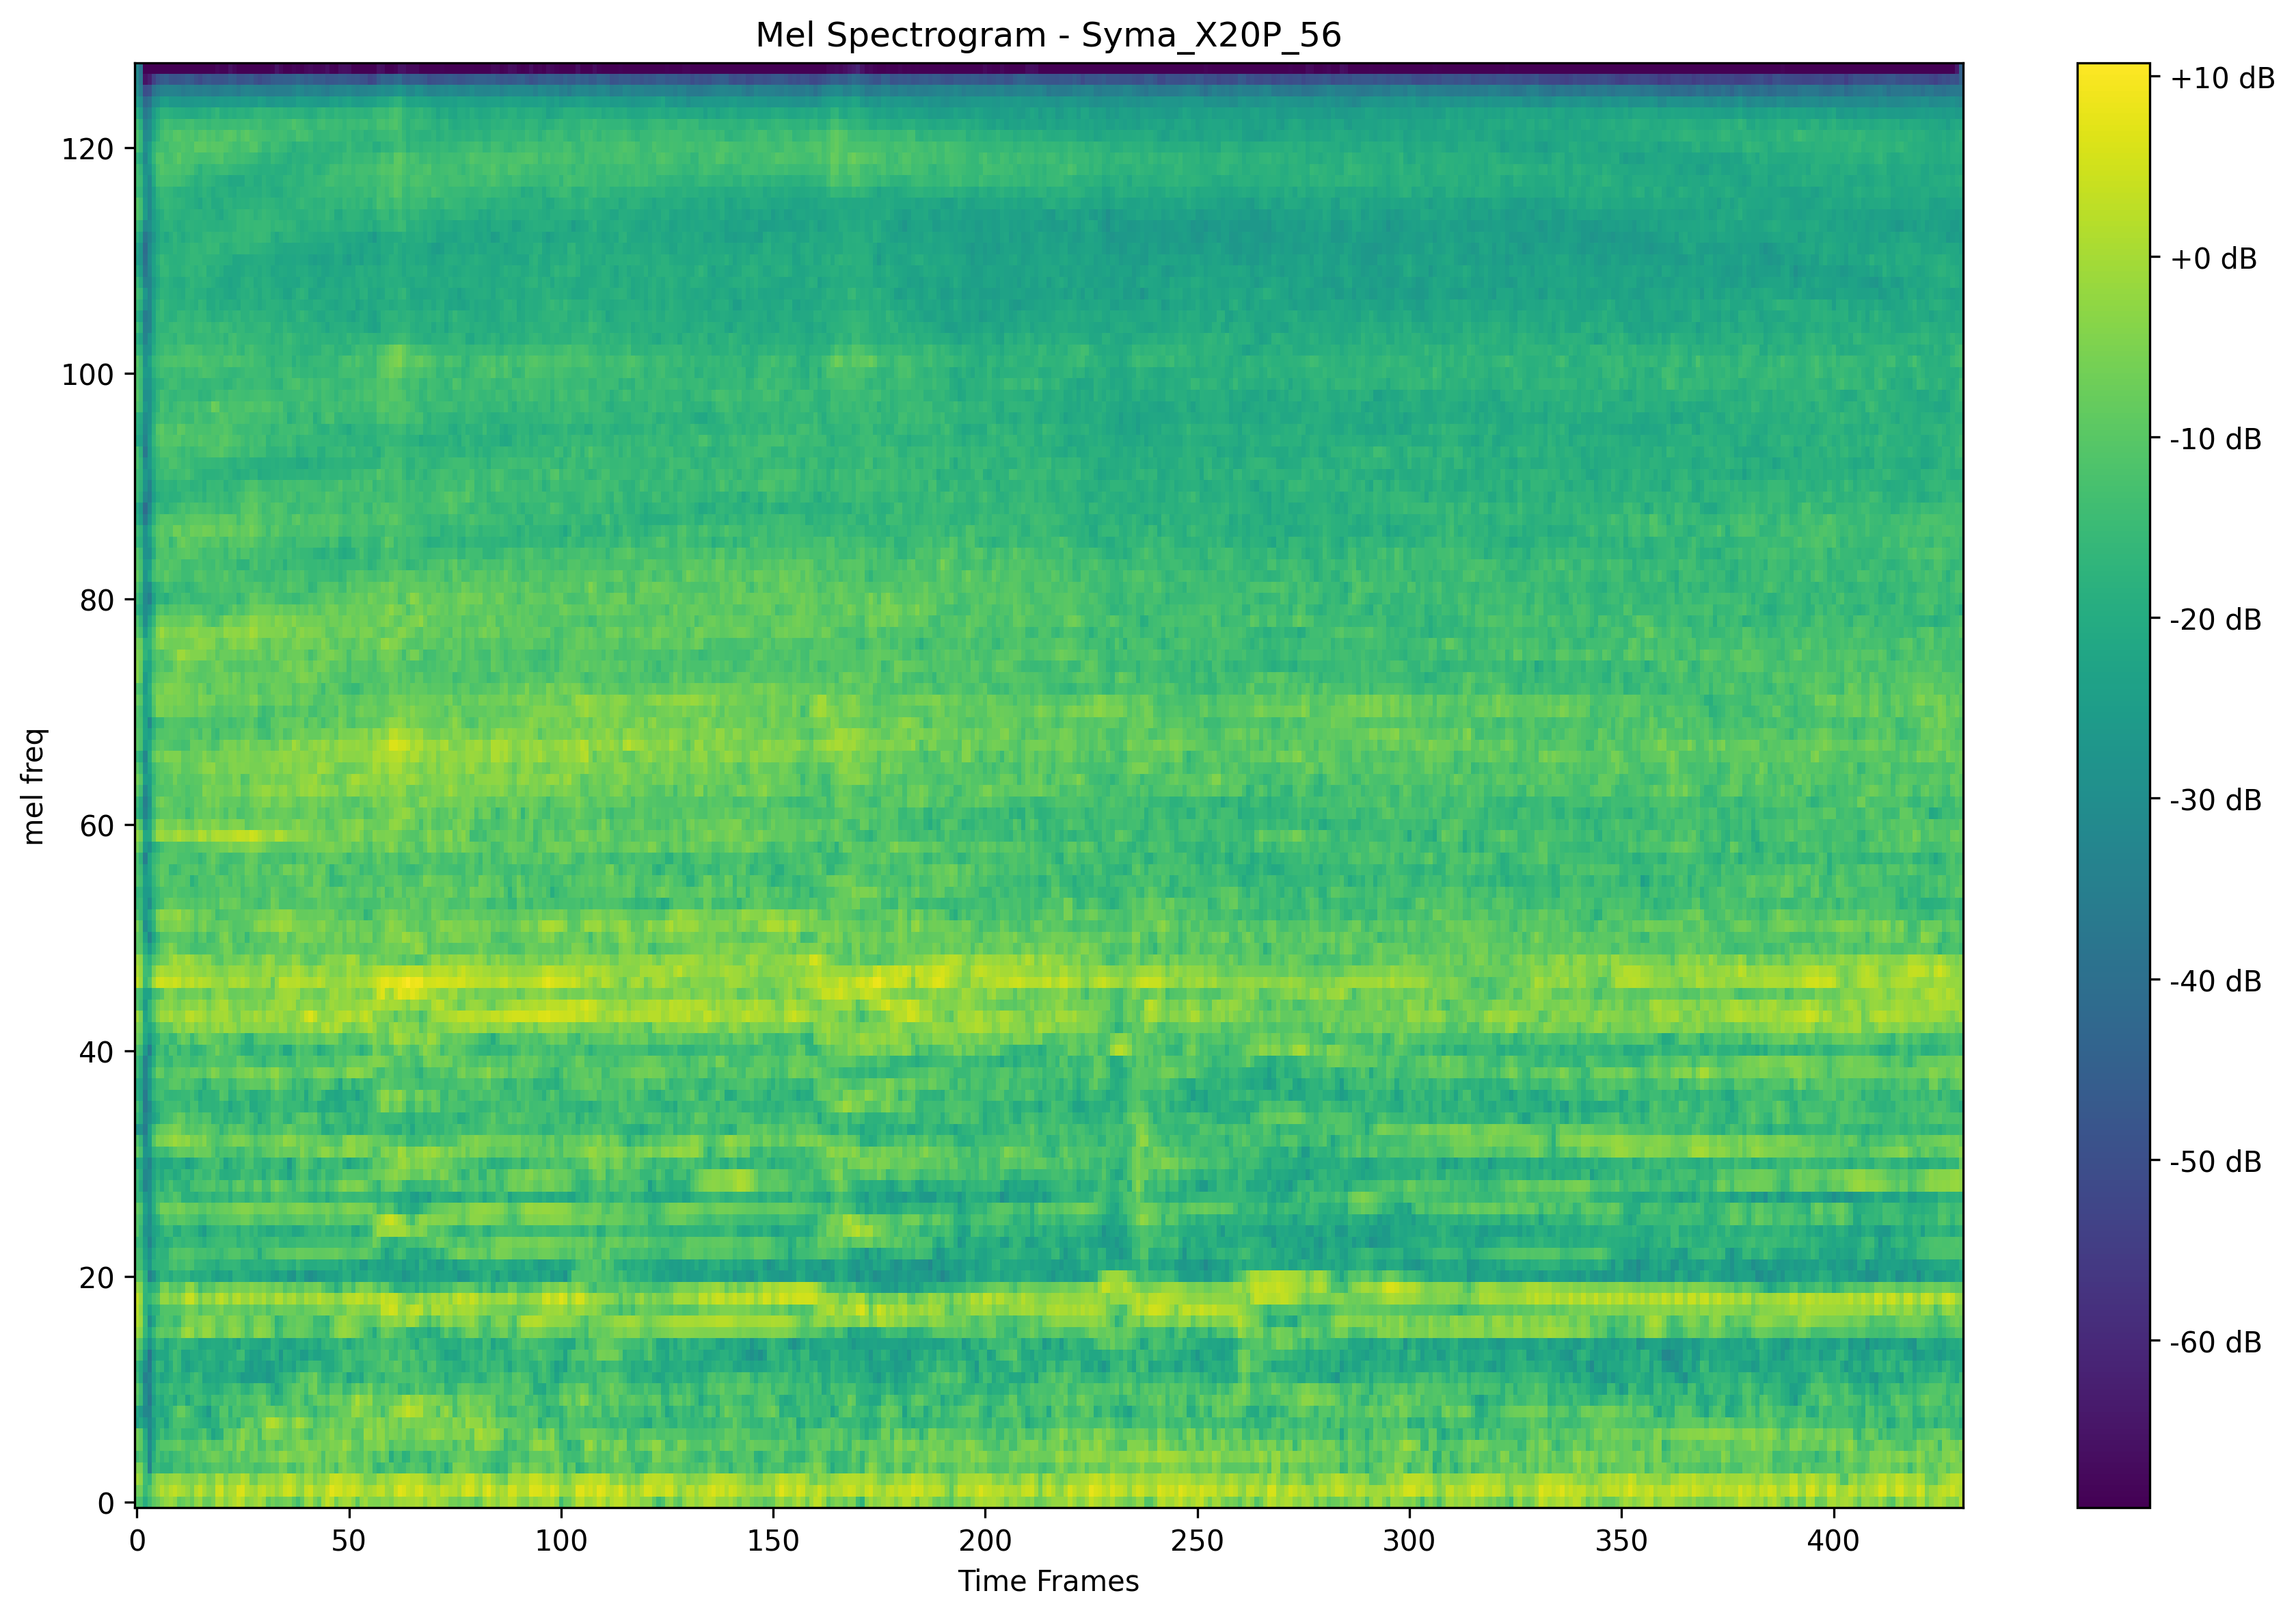 Mel Spectrogram - Syma_X20P_56
mel freq
120
100
80
60
40
20
0
0 50 100 150 200 250 300 350 400
Time Frames
+10 dB
+0 dB
-10 dB
-20 dB
-30 dB
-40 dB
-50 dB
-60 dB